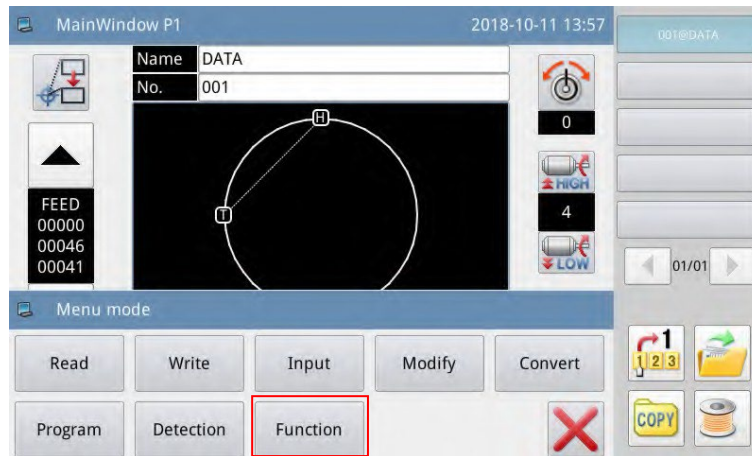 MainWindow P1 2018-10-11 13:57
001@DATA
Name DATA
No. 001
H
T
FEED
00000
00046
00041
0
HIGH
4
LOW
01/01
Menu mode
Read Write Input Modify Convert
Program Detection Function
1
1 2 3
COPY